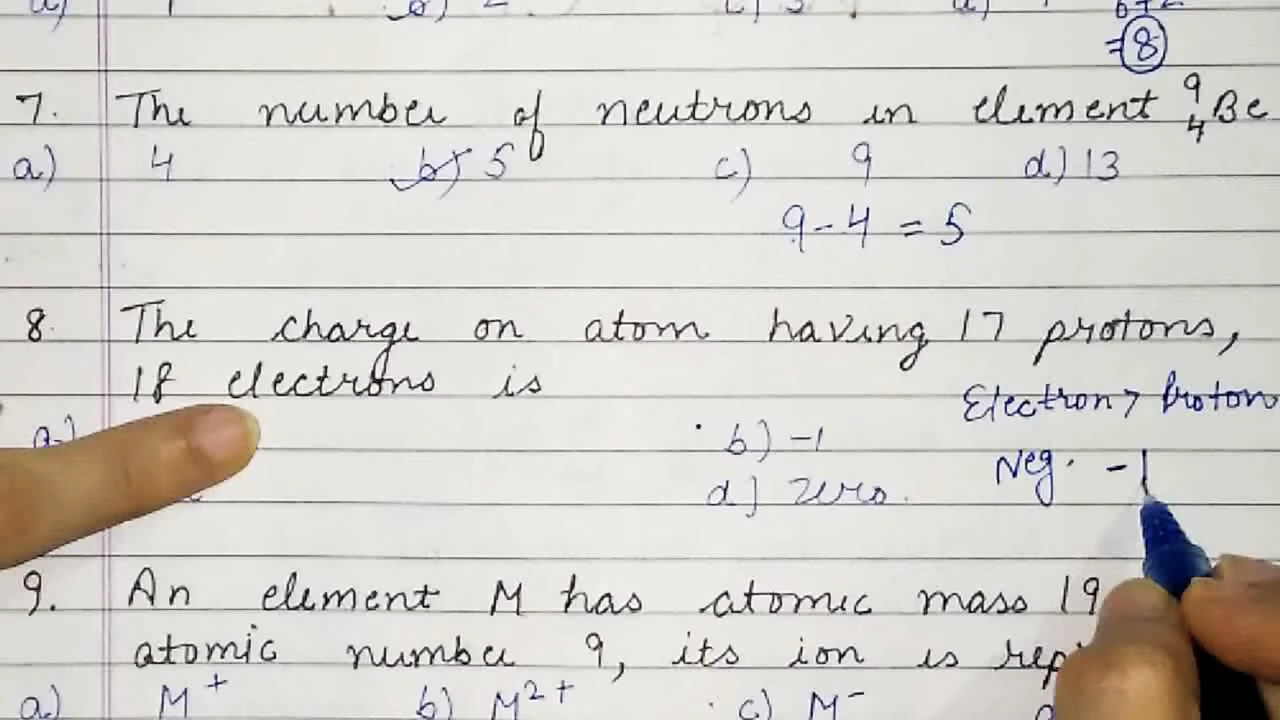 = 8
7. The number of neutrons in element ⁹₄Be
a) 4 b) 5 c) 9 d) 13
9 - 4 = 5
8. The charge on atom having 17 protons,
18 electrons is
Electron > Proton
b) -1
Neg. -1
d) zero.
9. An element M has atomic mass 19
atomic number 9, its ion is
a) M⁺ b) M²⁺ c) M⁻